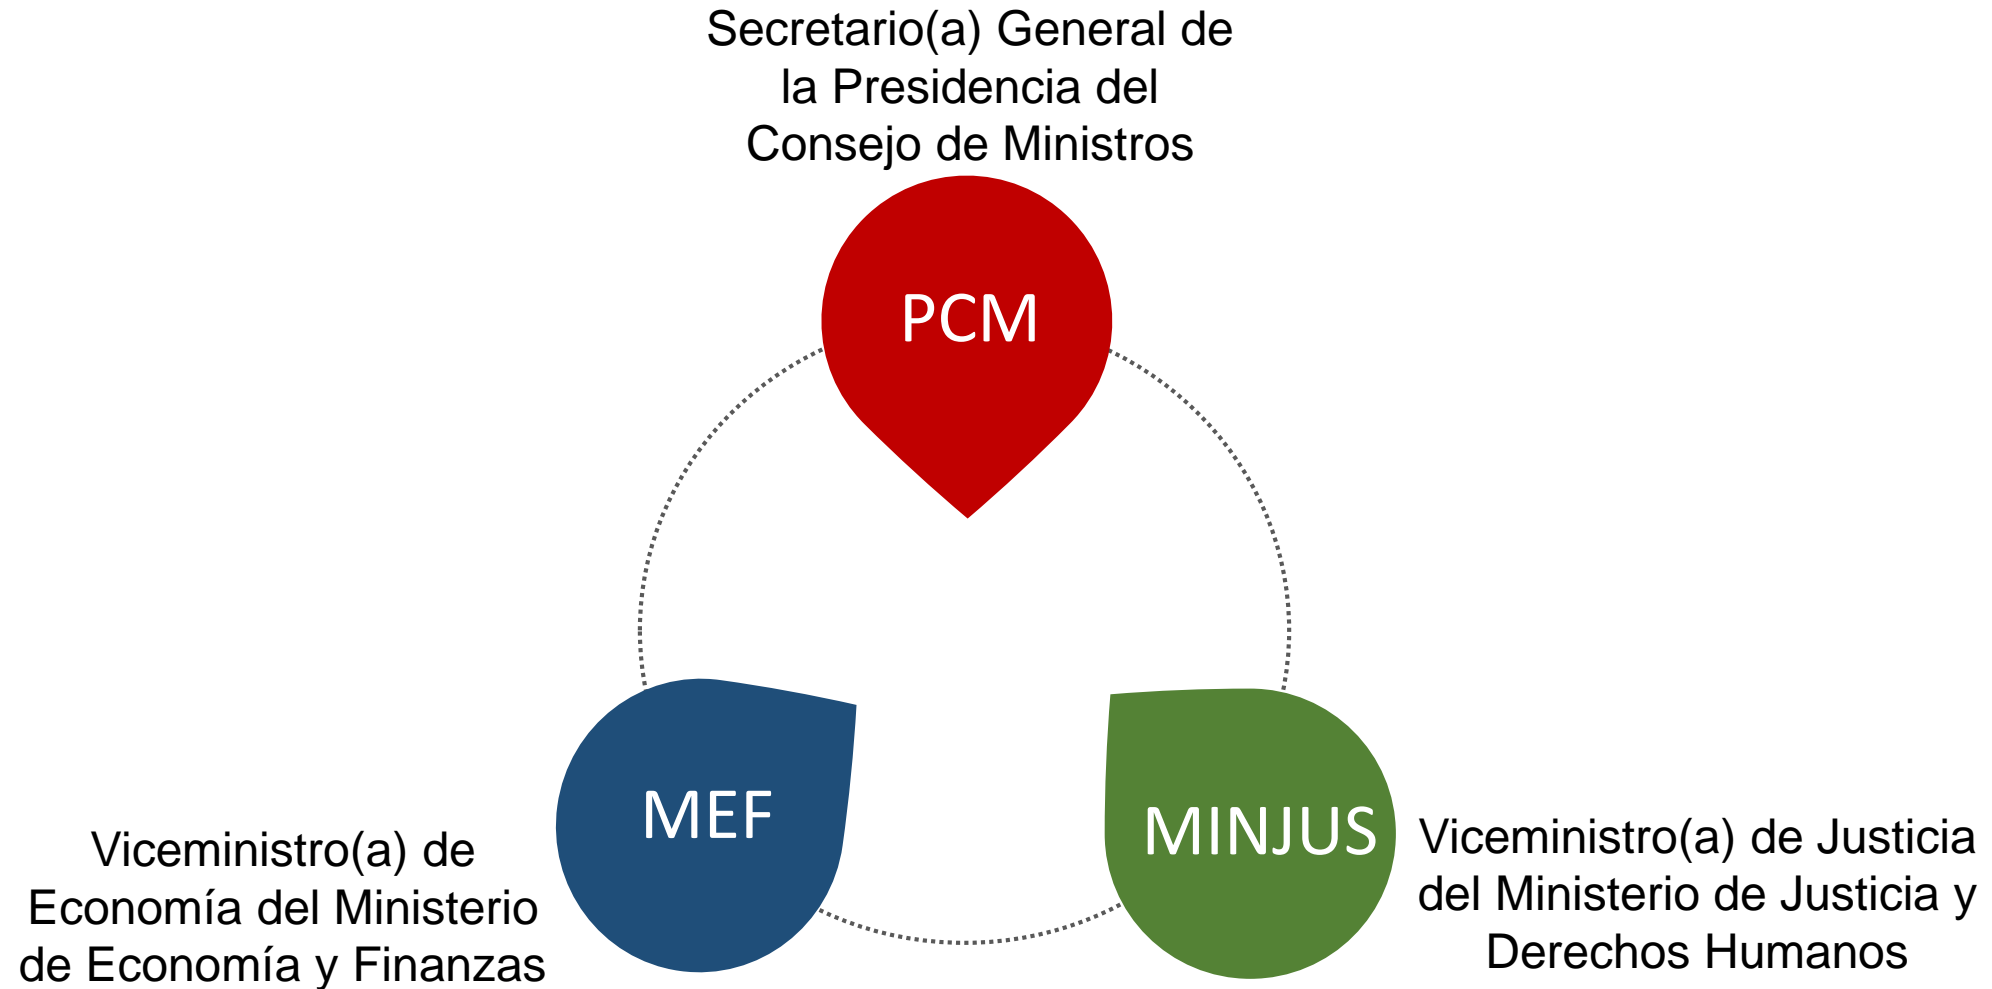 Secretario(a) General de
la Presidencia del
Consejo de Ministros
PCM
MEF
Viceministro(a) de
Economía del Ministerio
de Economía y Finanzas
MINJUS
Viceministro(a) de Justicia
del Ministerio de Justicia y
Derechos Humanos